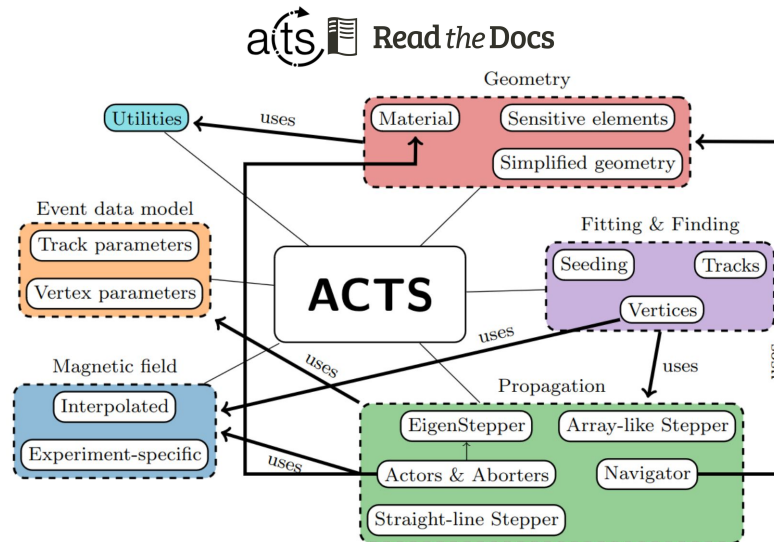 acts Read the Docs
Geometry
Utilities
uses
Material
Sensitive elements
Simplified geometry
Event data model
Track parameters
Vertex parameters
Fitting & Finding
Seeding
Tracks
Vertices
ACTS
uses
uses
uses
Magnetic field
Interpolated
Experiment-specific
uses
Propagation
EigenStepper
Array-like Stepper
Actors & Aborters
Navigator
Straight-line Stepper